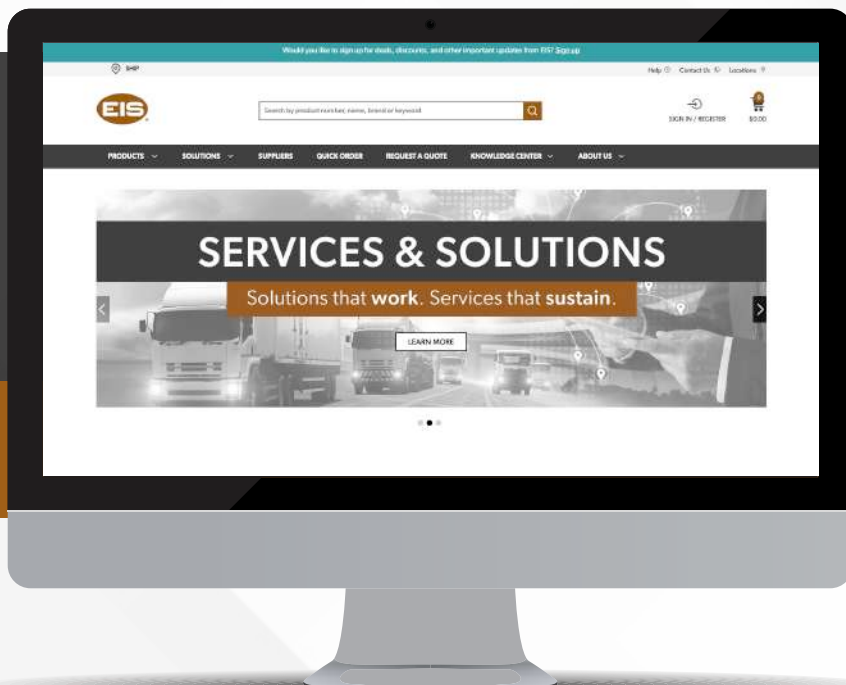 Would you like to sign up for deals, discounts, and other important updates from EIS? Sign up
SHIP
Help Contact Us Locations
EIS
Search by product number, name, brand or keyword
SIGN IN / REGISTER
0
$0.00
PRODUCTS SOLUTIONS SUPPLIERS QUICK ORDER REQUEST A QUOTE KNOWLEDGE CENTER ABOUT US
SERVICES & SOLUTIONS
Solutions that work. Services that sustain.
LEARN MORE